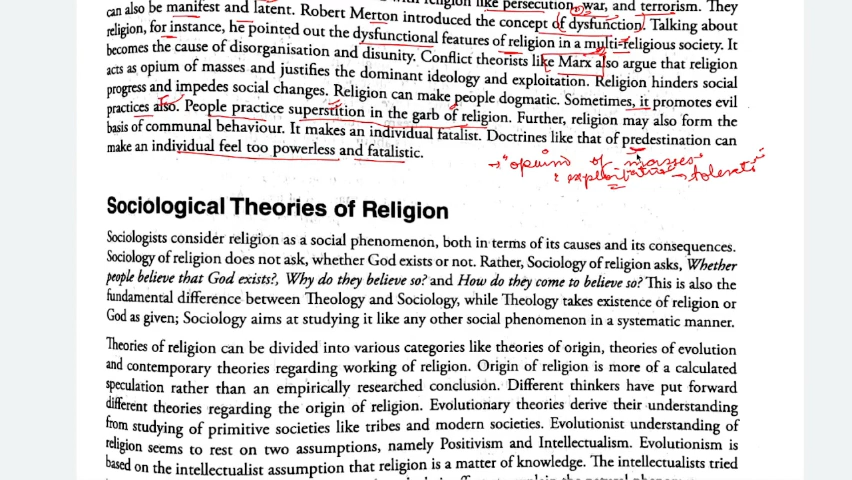 like persecution, war, and terrorism. They
can also be manifest and latent. Robert Merton introduced the concept of dysfunction. Talking about
religion, for instance, he pointed out the dysfunctional features of religion in a multi-religious society. It
becomes the cause of disorganisation and disunity. Conflict theorists like Marx also argue that religion
acts as opium of masses and justifies the dominant ideology and exploitation. Religion hinders social
progress and impedes social changes. Religion can make people dogmatic. Sometimes, it promotes evil
practices also. People practice superstition in the garb of religion. Further, religion may also form the
basis of communal behaviour. It makes an individual fatalist. Doctrines like that of predestination can
make an individual feel too powerless and fatalistic.
of masses
Sociological Theories of Religion
Sociologists consider religion as a social phenomenon, both in terms of its causes and its consequences.
Sociology of religion does not ask, whether God exists or not. Rather, Sociology of religion asks, Whether
people believe that God exists?, Why do they believe so? and How do they come to believe so? This is also the
fundamental difference between Theology and Sociology, while Theology takes existence of religion or
God as given; Sociology aims at studying it like any other social phenomenon in a systematic manner.
Theories of religion can be divided into various categories like theories of origin, theories of evolution
and contemporary theories regarding working of religion. Origin of religion is more of a calculated
speculation rather than an empirically researched conclusion. Different thinkers have put forward
different theories regarding the origin of religion. Evolutionary theories derive their understanding
from studying of primitive societies like tribes and modern societies. Evolutionist understanding of
religion seems to rest on two assumptions, namely Positivism and Intellectualism. Evolutionism is
based on the intellectualist assumption that religion is a matter of knowledge. The intellectualists tried